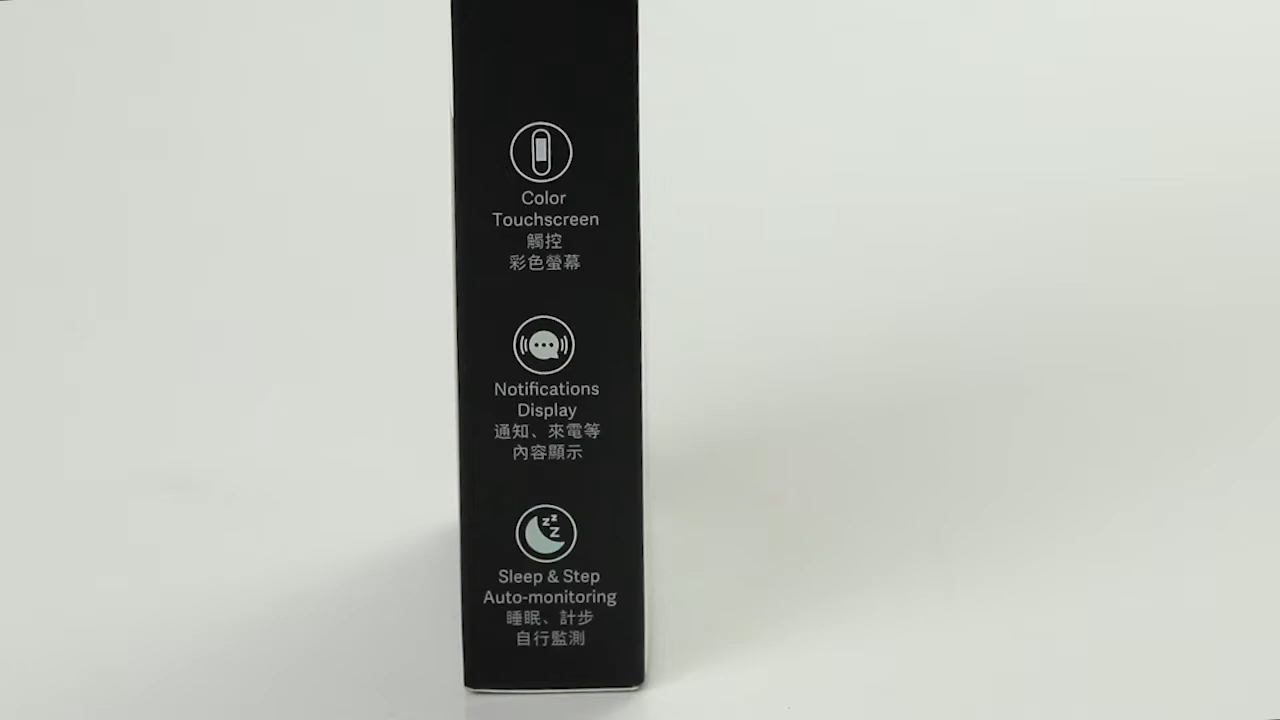 Color
Touchscreen
觸控
彩色螢幕
Notifications
Display
通知、來電等
內容顯示
Sleep & Step
Auto-monitoring
睡眠、計步
自行監測